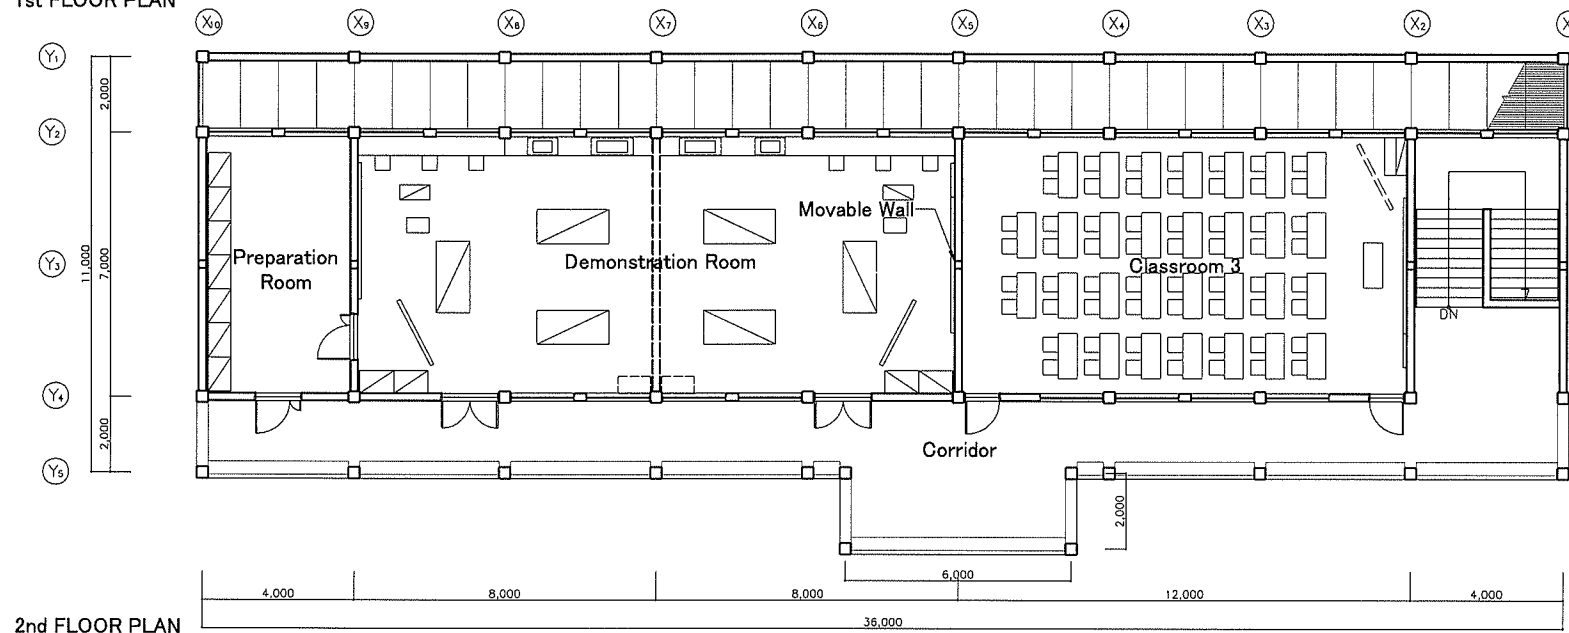 1st FLOOR PLAN
X10 X9 X8 X7 X6 X5 X4 X3 X2
Y1
2,000
Y2
Movable Wall
11,000
7,000
Y3
Preparation
Room
Demonstration Room
Classroom 3
DN
Y4
2,000
Corridor
Y5
2,000
6,000
4,000 8,000 8,000 12,000 4,000
36,000
2nd FLOOR PLAN